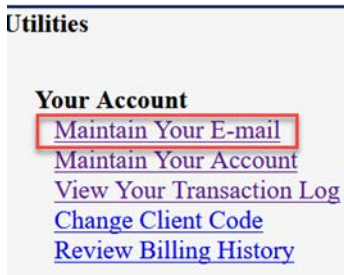 Utilities
Your Account
Maintain Your E-mail
Maintain Your Account
View Your Transaction Log
Change Client Code
Review Billing History